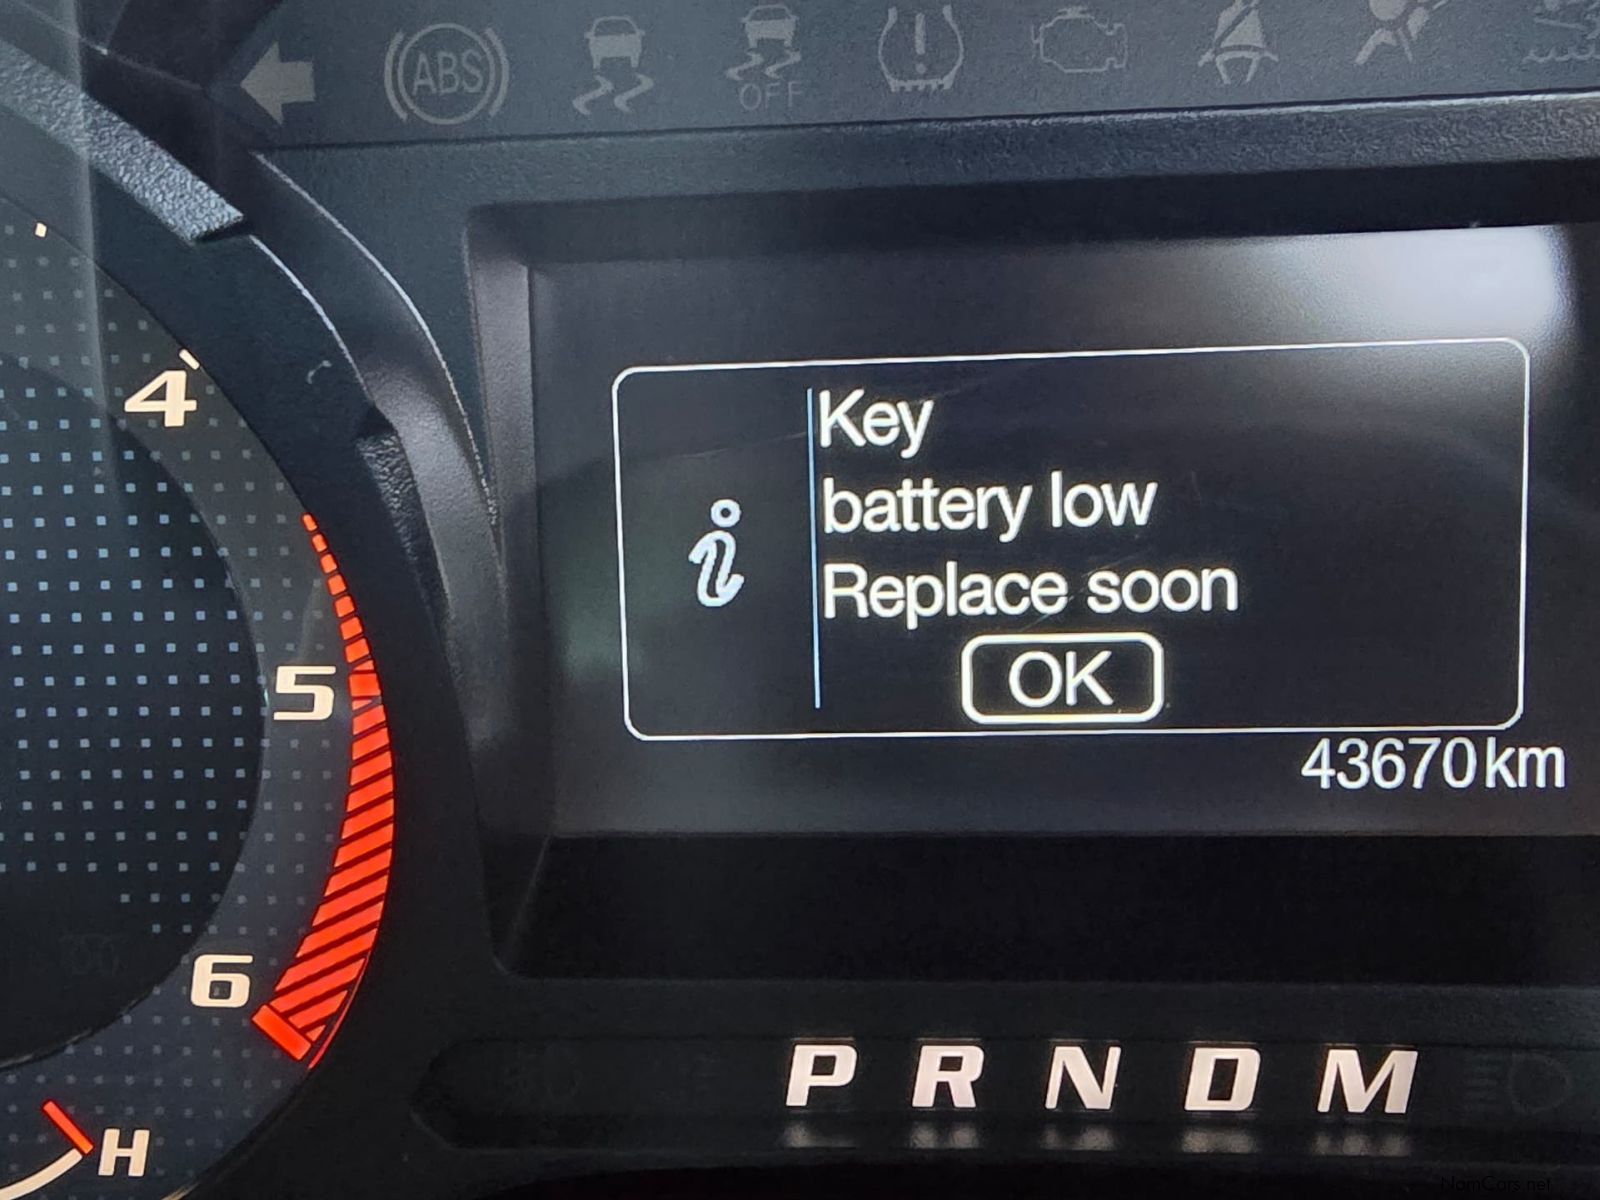 ABS
OFF
4
Key
battery low
Replace soon
OK
5
43670 km
6
P R N D M
H
NamCars.net